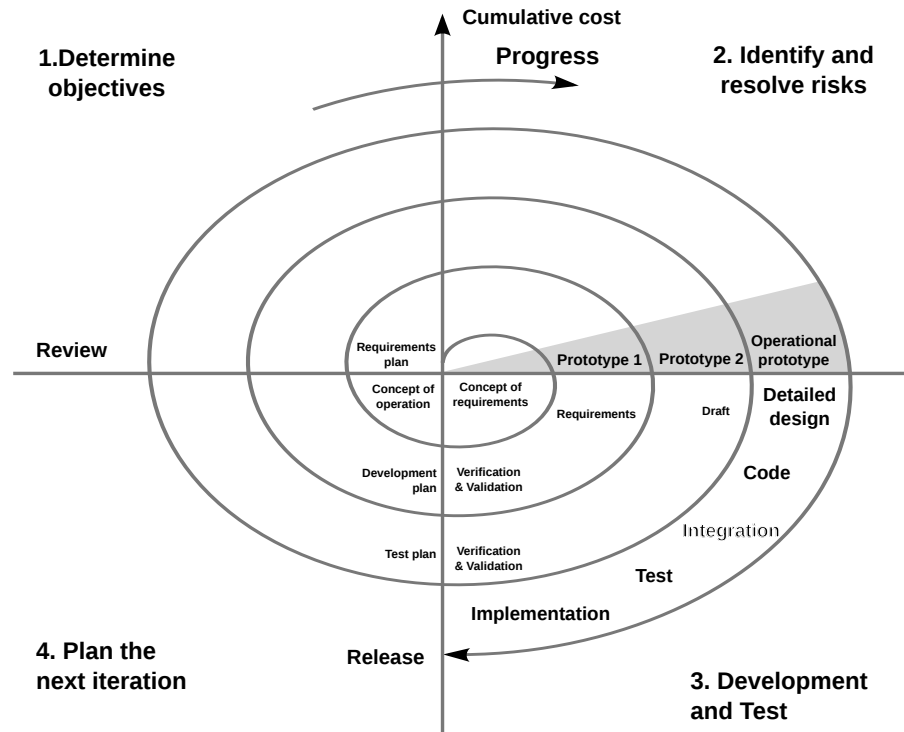 Cumulative cost
Progress
1.Determine
objectives
2. Identify and
resolve risks
Review
Requirements
plan
Prototype 1
Prototype 2
Operational
prototype
Concept of
operation
Concept of
requirements
Requirements
Draft
Detailed
design
Development
plan
Verification
& Validation
Code
Integration
Test plan
Verification
& Validation
Test
Implementation
Release
4. Plan the
next iteration
3. Development
and Test